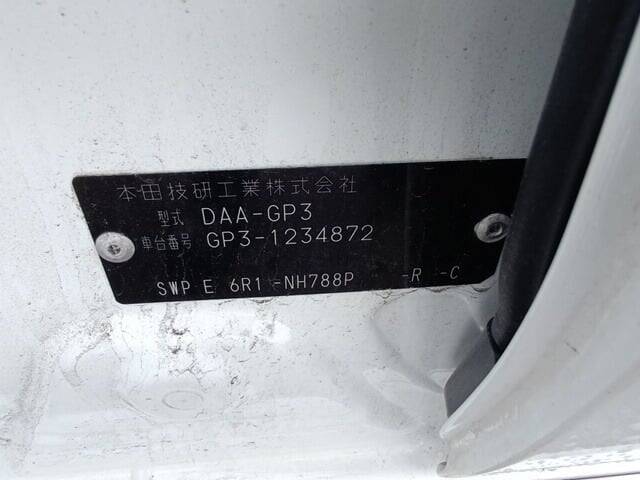 本田技研工業株式会社
型式 DAA-GP3
車台番号 GP3-1234872
SWP E 6R1 -NH788P -R -C